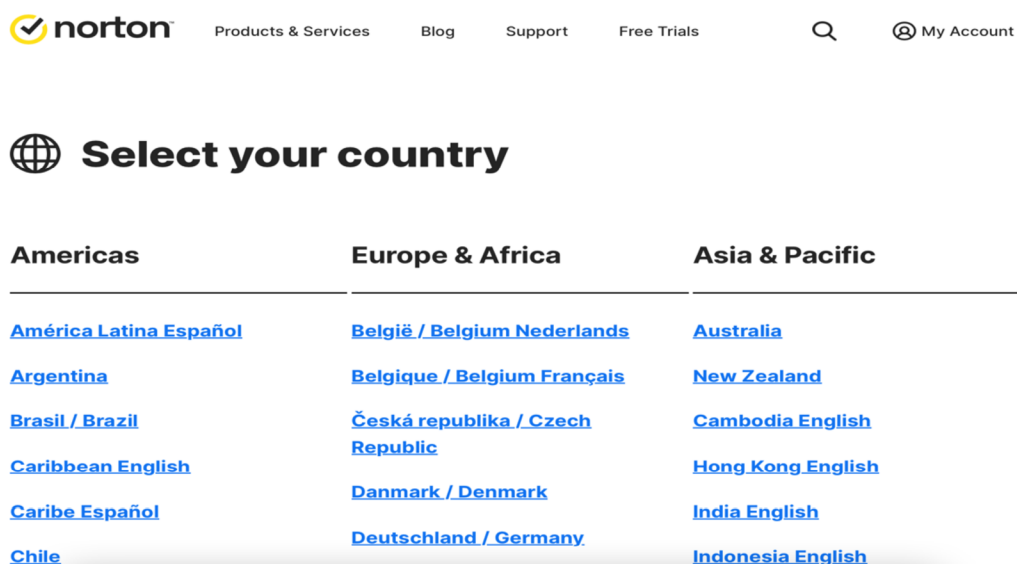 norton™
Products & Services
Blog
Support
Free Trials
My Account
Select your country
Americas
América Latina Español
Argentina
Brasil / Brazil
Caribbean English
Caribe Español
Chile
Europe & Africa
België / Belgium Nederlands
Belgique / Belgium Français
Česká republika / Czech
Republic
Danmark / Denmark
Deutschland / Germany
Asia & Pacific
Australia
New Zealand
Cambodia English
Hong Kong English
India English
Indonesia English